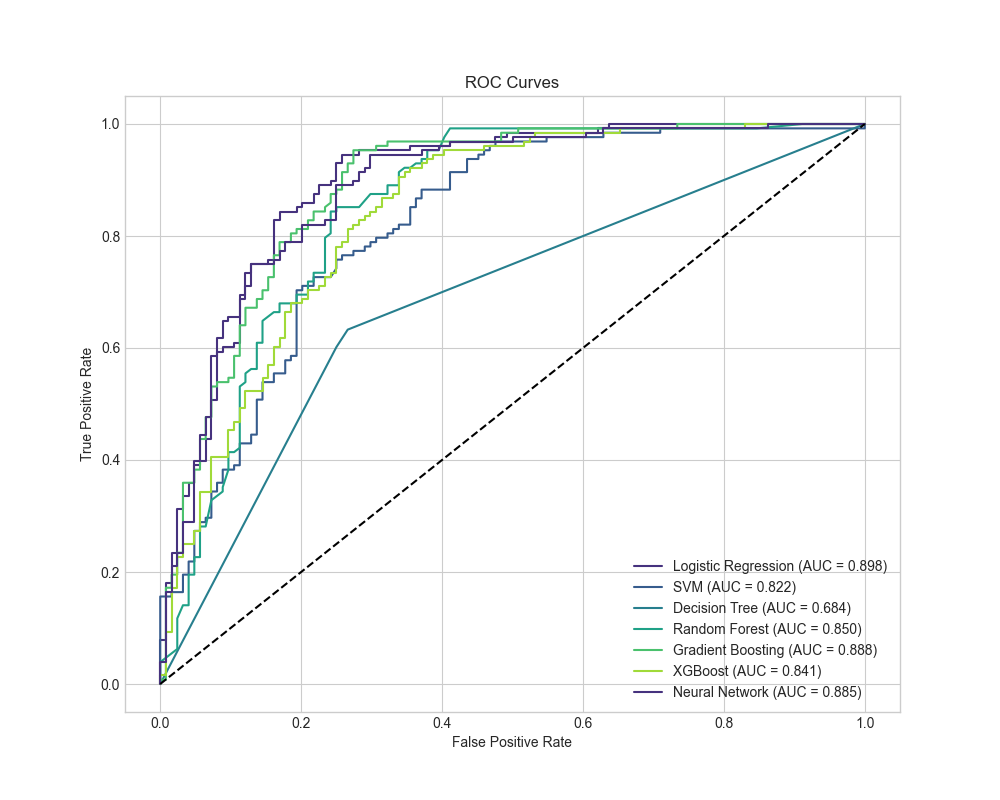 ROC Curves
1.0
0.8
0.6
0.4
0.2
0.0
True Positive Rate
Logistic Regression (AUC = 0.898)
SVM (AUC = 0.822)
Decision Tree (AUC = 0.684)
Random Forest (AUC = 0.850)
Gradient Boosting (AUC = 0.888)
XGBoost (AUC = 0.841)
Neural Network (AUC = 0.885)
0.0 0.2 0.4 0.6 0.8 1.0
False Positive Rate